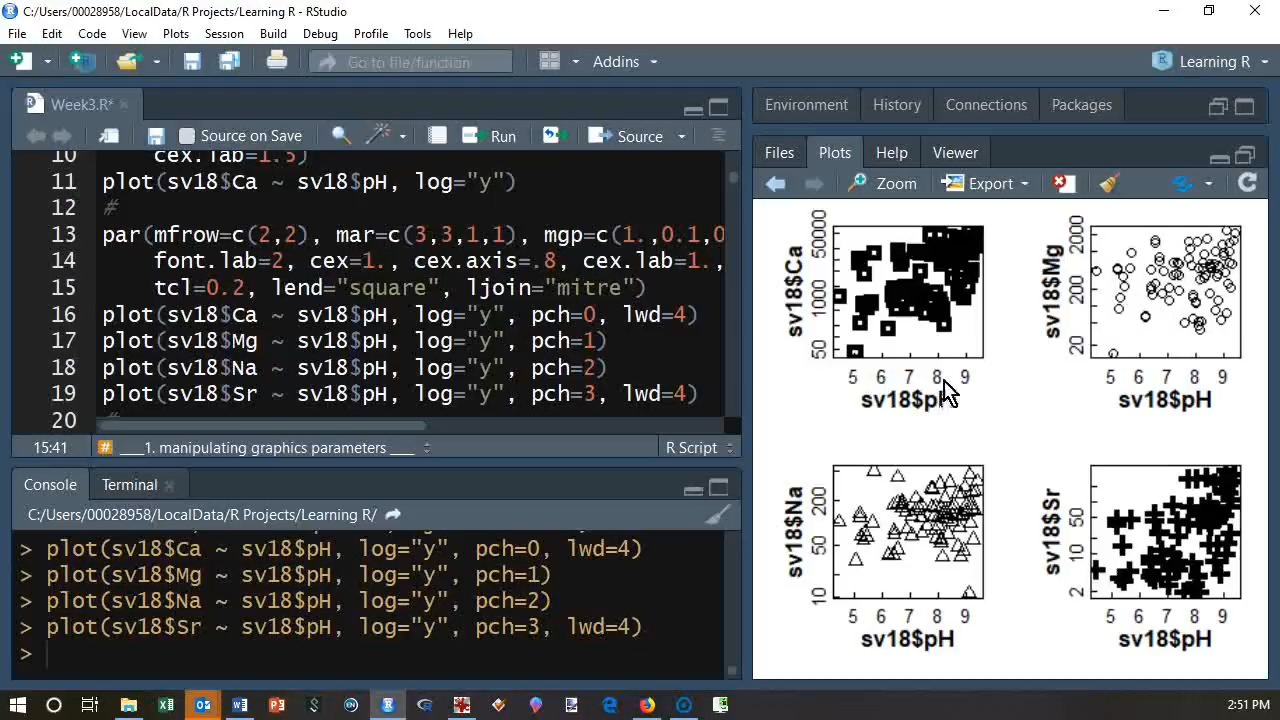 C:/Users/00028958/LocalData/R Projects/Learning R - RStudio
File Edit Code View Plots Session Build Debug Profile Tools Help
Go to file/function Addins Learning R
Week3.R*
Source on Save Run Source
10 cex.lab=1.5)
11 plot(sv18$Ca ~ sv18$pH, log="y")
12 #
13 par(mfrow=c(2,2), mar=c(3,3,1,1), mgp=c(1.,0.1,0
14 font.lab=2, cex=1., cex.axis=.8, cex.lab=1.,
15 tcl=0.2, lend="square", ljoin="mitre")
16 plot(sv18$Ca ~ sv18$pH, log="y", pch=0, lwd=4)
17 plot(sv18$Mg ~ sv18$pH, log="y", pch=1)
18 plot(sv18$Na ~ sv18$pH, log="y", pch=2)
19 plot(sv18$Sr ~ sv18$pH, log="y", pch=3, lwd=4)
20 #
15:41 # ___1. manipulating graphics parameters ____ R Script
Console Terminal
C:/Users/00028958/LocalData/R Projects/Learning R/
> plot(sv18$Ca ~ sv18$pH, log="y", pch=0, lwd=4)
> plot(sv18$Mg ~ sv18$pH, log="y", pch=1)
> plot(sv18$Na ~ sv18$pH, log="y", pch=2)
> plot(sv18$Sr ~ sv18$pH, log="y", pch=3, lwd=4)
>
Environment History Connections Packages
Files Plots Help Viewer
Zoom Export
sv18$Ca
50 1000 50000
5 6 7 8 9
sv18$pH
sv18$Mg
20 200 2000
5 6 7 8 9
sv18$pH
sv18$Na
10 50 200
5 6 7 8 9
sv18$pH
sv18$Sr
2 10 50
5 6 7 8 9
sv18$pH
2:51 PM